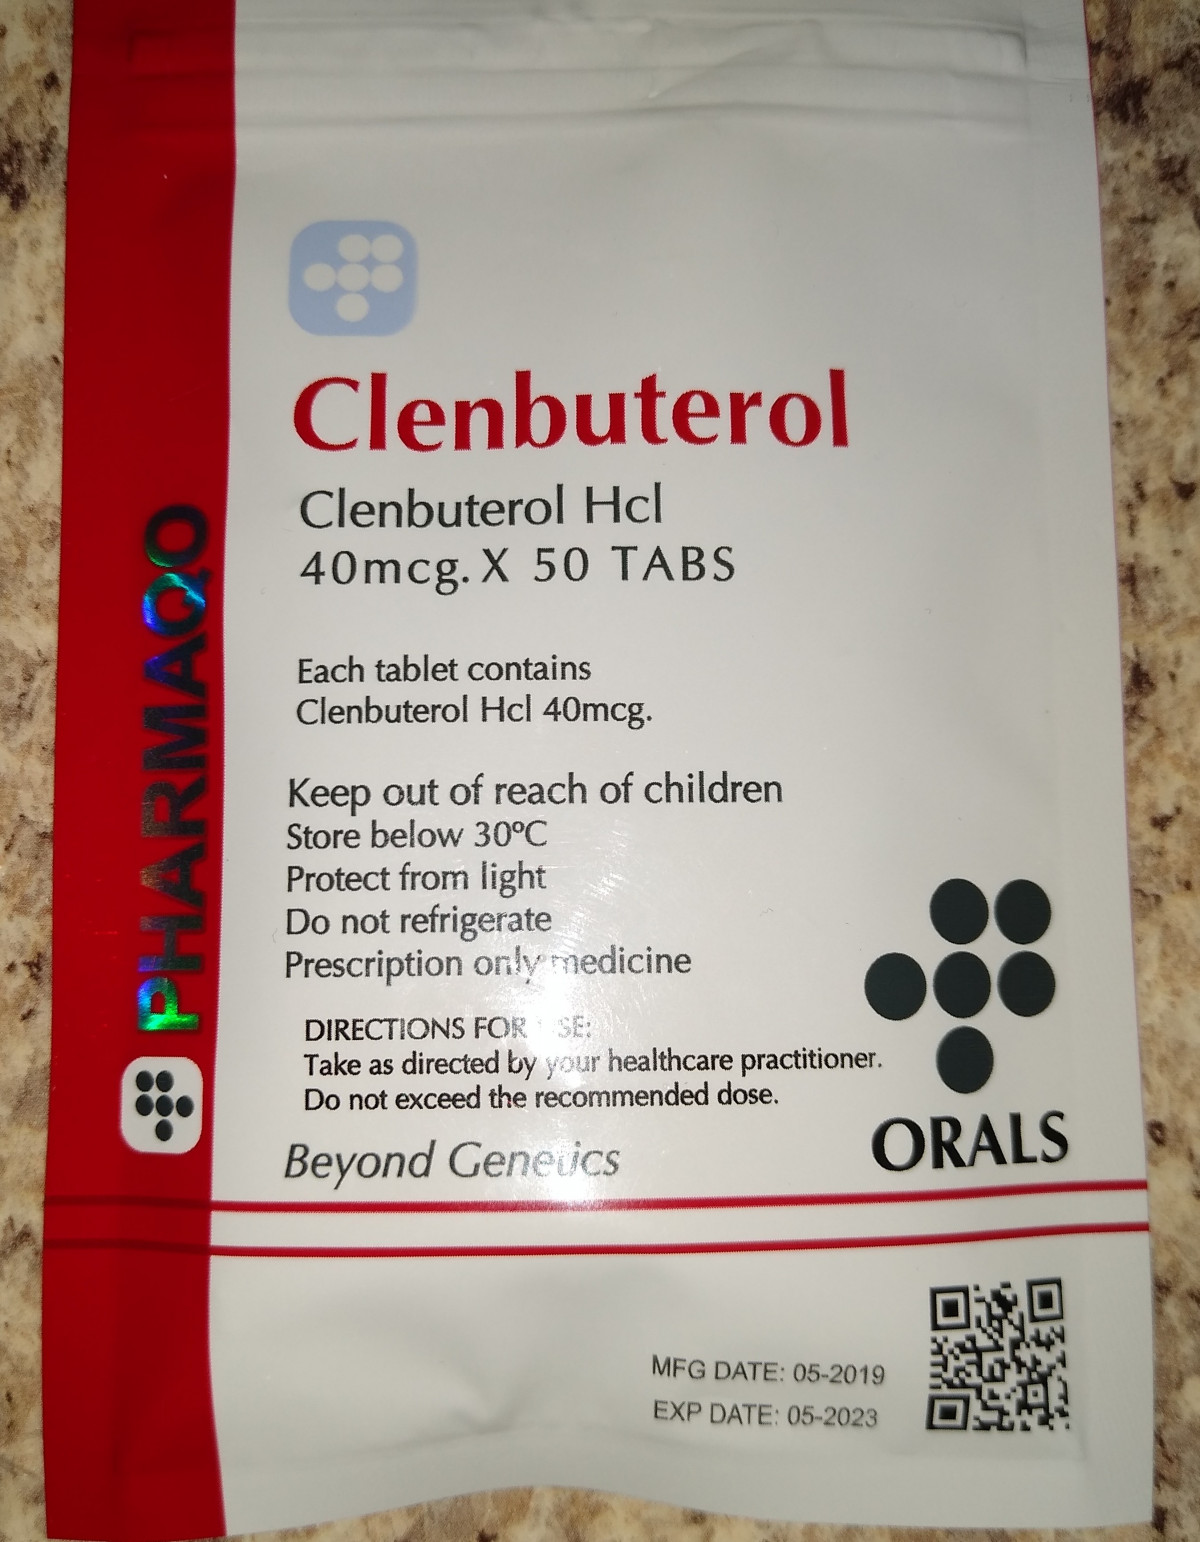 PHARMAQO
Clenbuterol
Clenbuterol Hcl
40mcg. X 50 TABS
Each tablet contains
Clenbuterol Hcl 40mcg.
Keep out of reach of children
Store below 30ºC
Protect from light
Do not refrigerate
Prescription only medicine
DIRECTIONS FOR USE:
Take as directed by your healthcare practitioner.
Do not exceed the recommended dose.
Beyond Genetics
ORALS
MFG DATE: 05-2019
EXP DATE: 05-2023